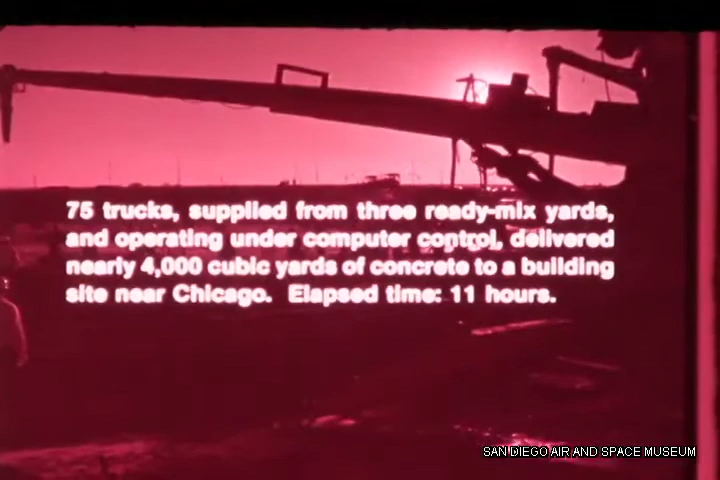 75 trucks, supplied from three ready-mix yards,
and operating under computer control, delivered
nearly 4,000 cubic yards of concrete to a building
site near Chicago.  Elapsed time: 11 hours.
SAN DIEGO AIR AND SPACE MUSEUM